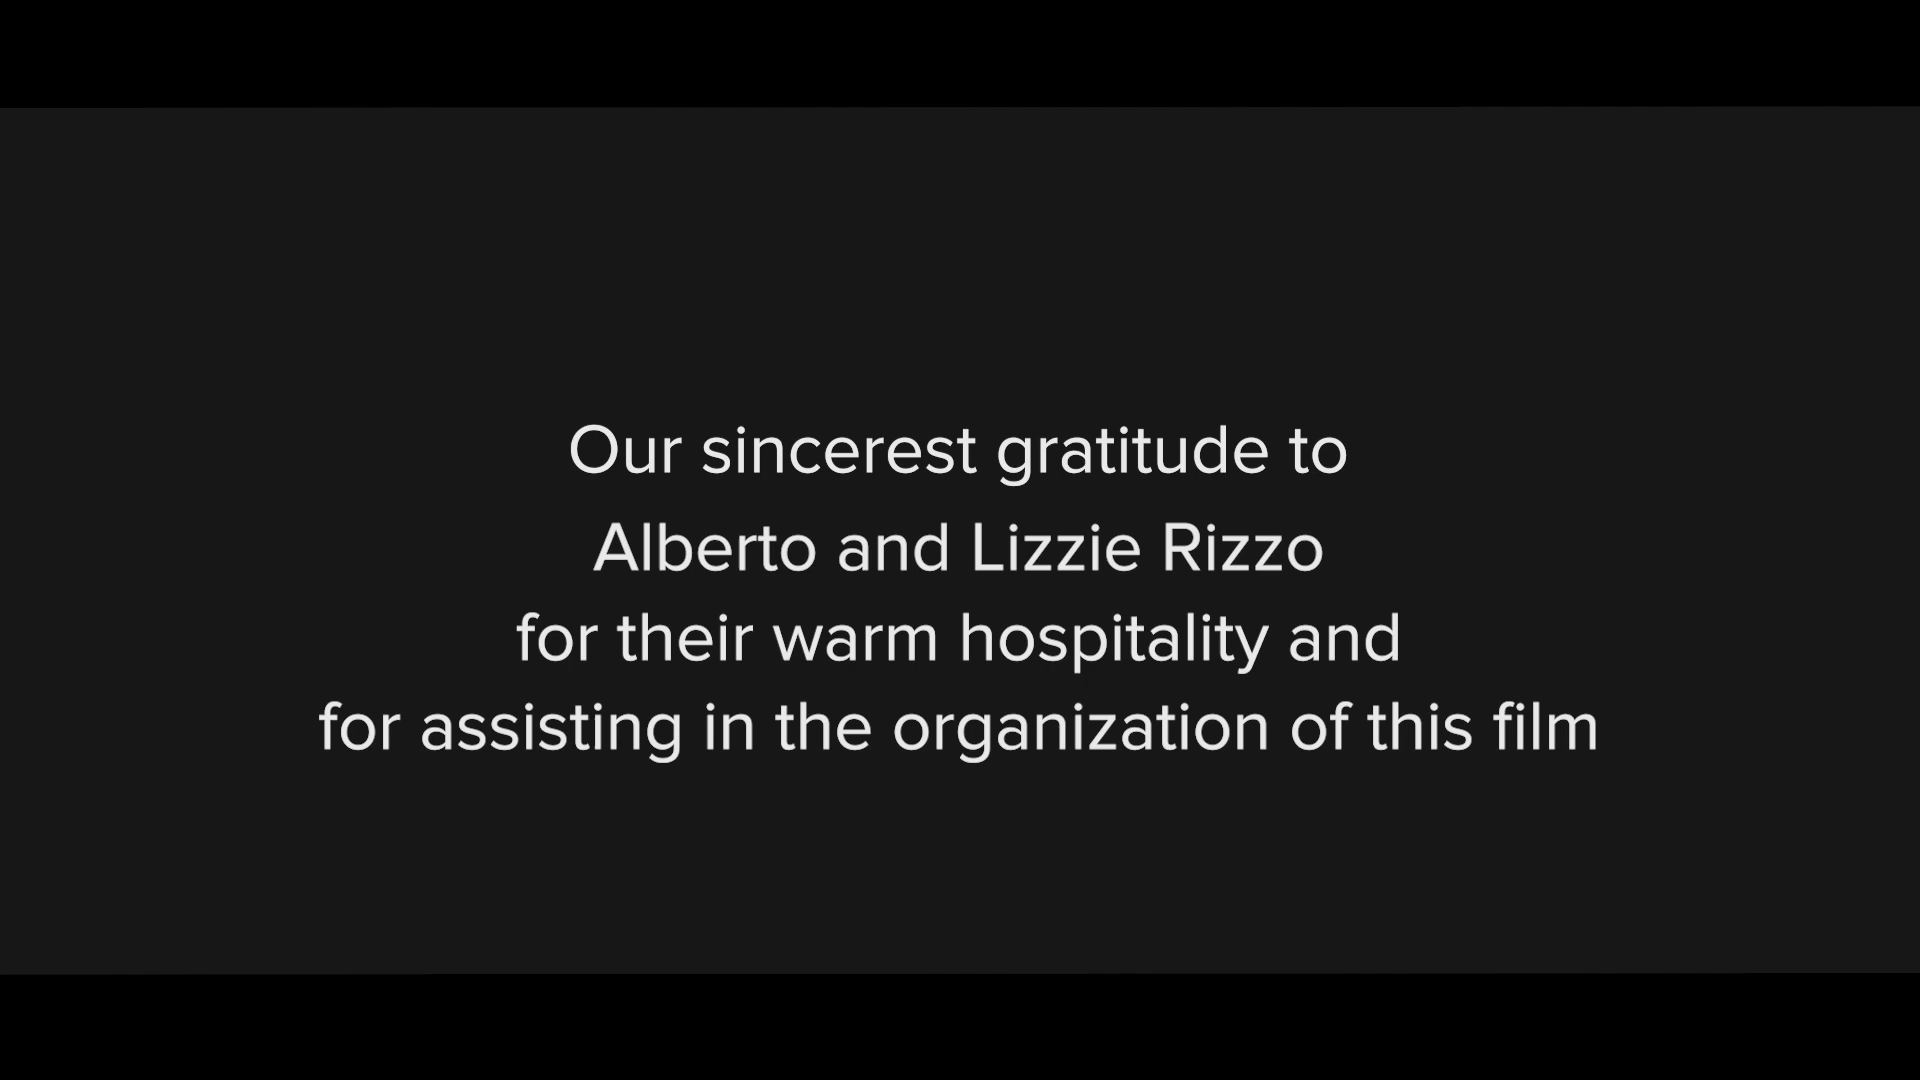 Our sincerest gratitude to
Alberto and Lizzie Rizzo
for their warm hospitality and
for assisting in the organization of this film